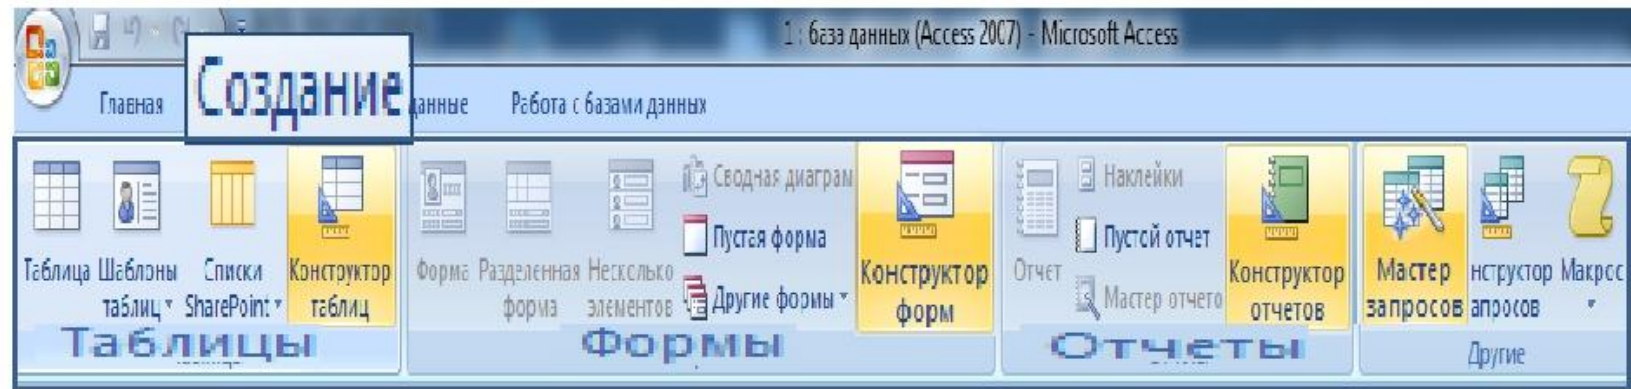 1 : база данных (Access 2007) - Microsoft Access
Главная Создание данные Работа с базами данных
Таблица Шаблоны таблиц Списки SharePoint Конструктор таблиц
Таблицы
Форма Разделенная форма Несколько элементов
Сводная диаграм
Пустая форма
Другие формы
Конструктор форм
Формы
Отчет
Наклейки
Пустой отчет
Мастер отчето
Конструктор отчетов
Отчеты
Мастер запросов нструктор апросов Макрос
Другие